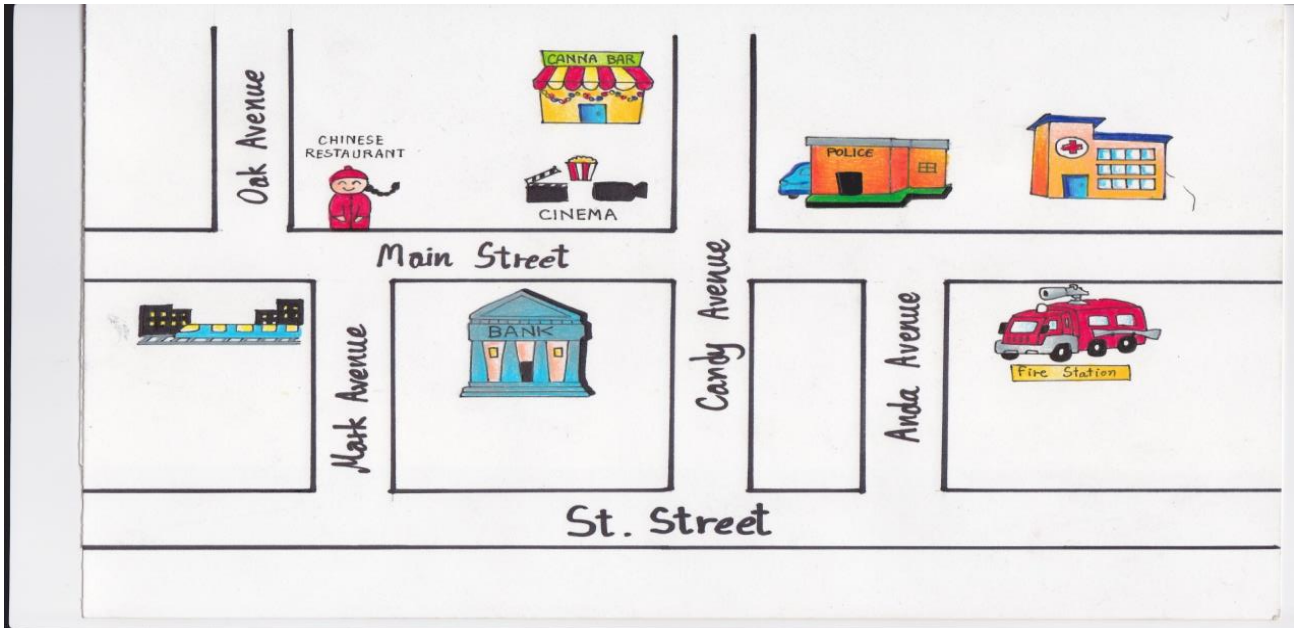 Oak Avenue
CANNA BAR
CHINESE
RESTAURANT
CINEMA
POLICE
Main Street
Mark Avenue
BANK
Candy Avenue
Anda Avenue
Fire Station
St. Street